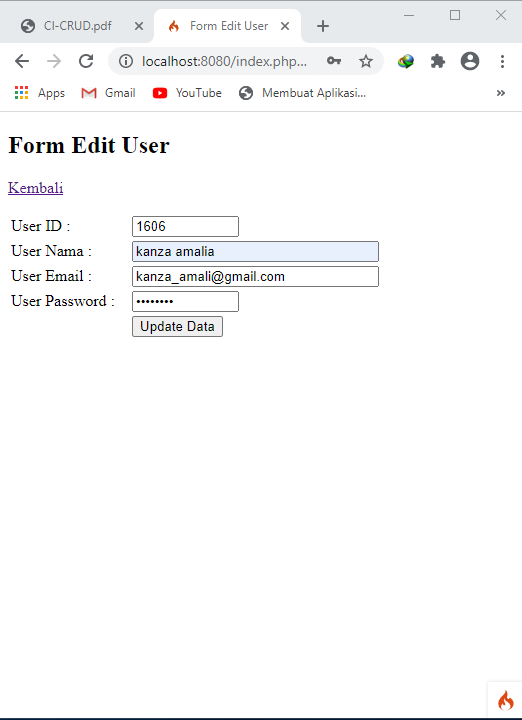 CI-CRUD.pdf
Form Edit User
localhost:8080/index.php...
Apps
Gmail
YouTube
Membuat Aplikasi...
Form Edit User
Kembali
User ID : 1606
User Nama : kanza amalia
User Email : kanza_amali@gmail.com
User Password : ••••••••
Update Data